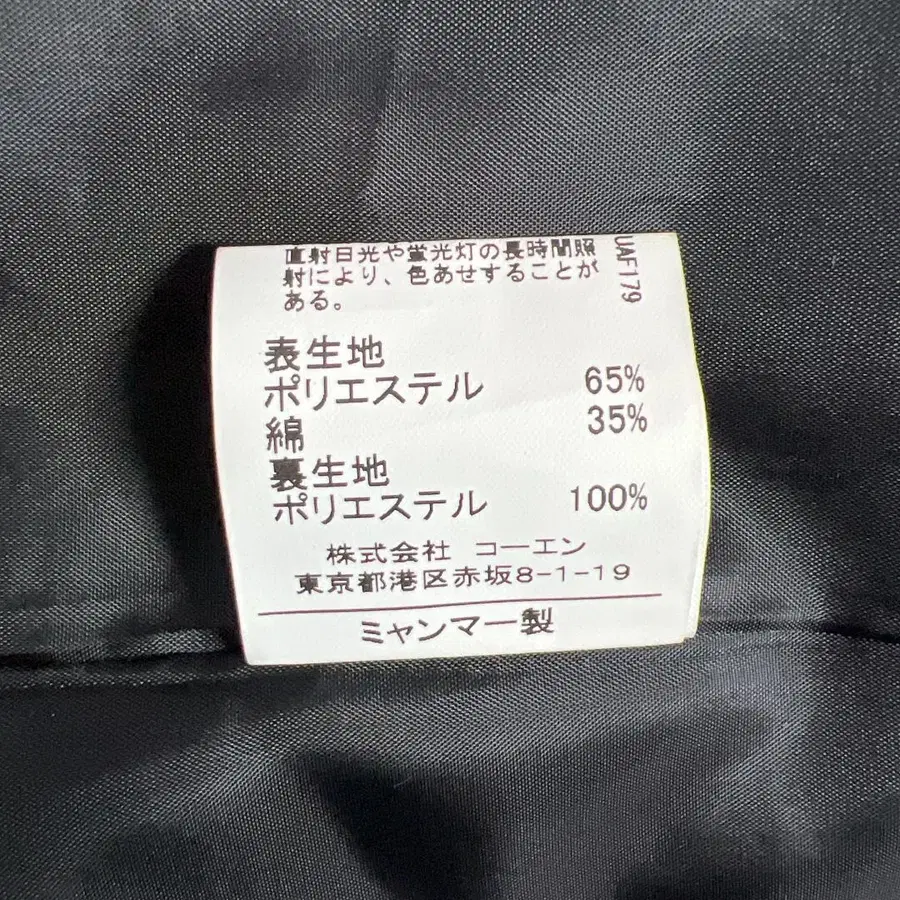 直射日光や蛍光灯の長時間照
射により、色あせすることが
ある。
UAF179
表生地
ポリエステル 65%
綿 35%
裏生地
ポリエステル 100%
株式会社 コーエン
東京都港区赤坂8-1-19
ミャンマー製